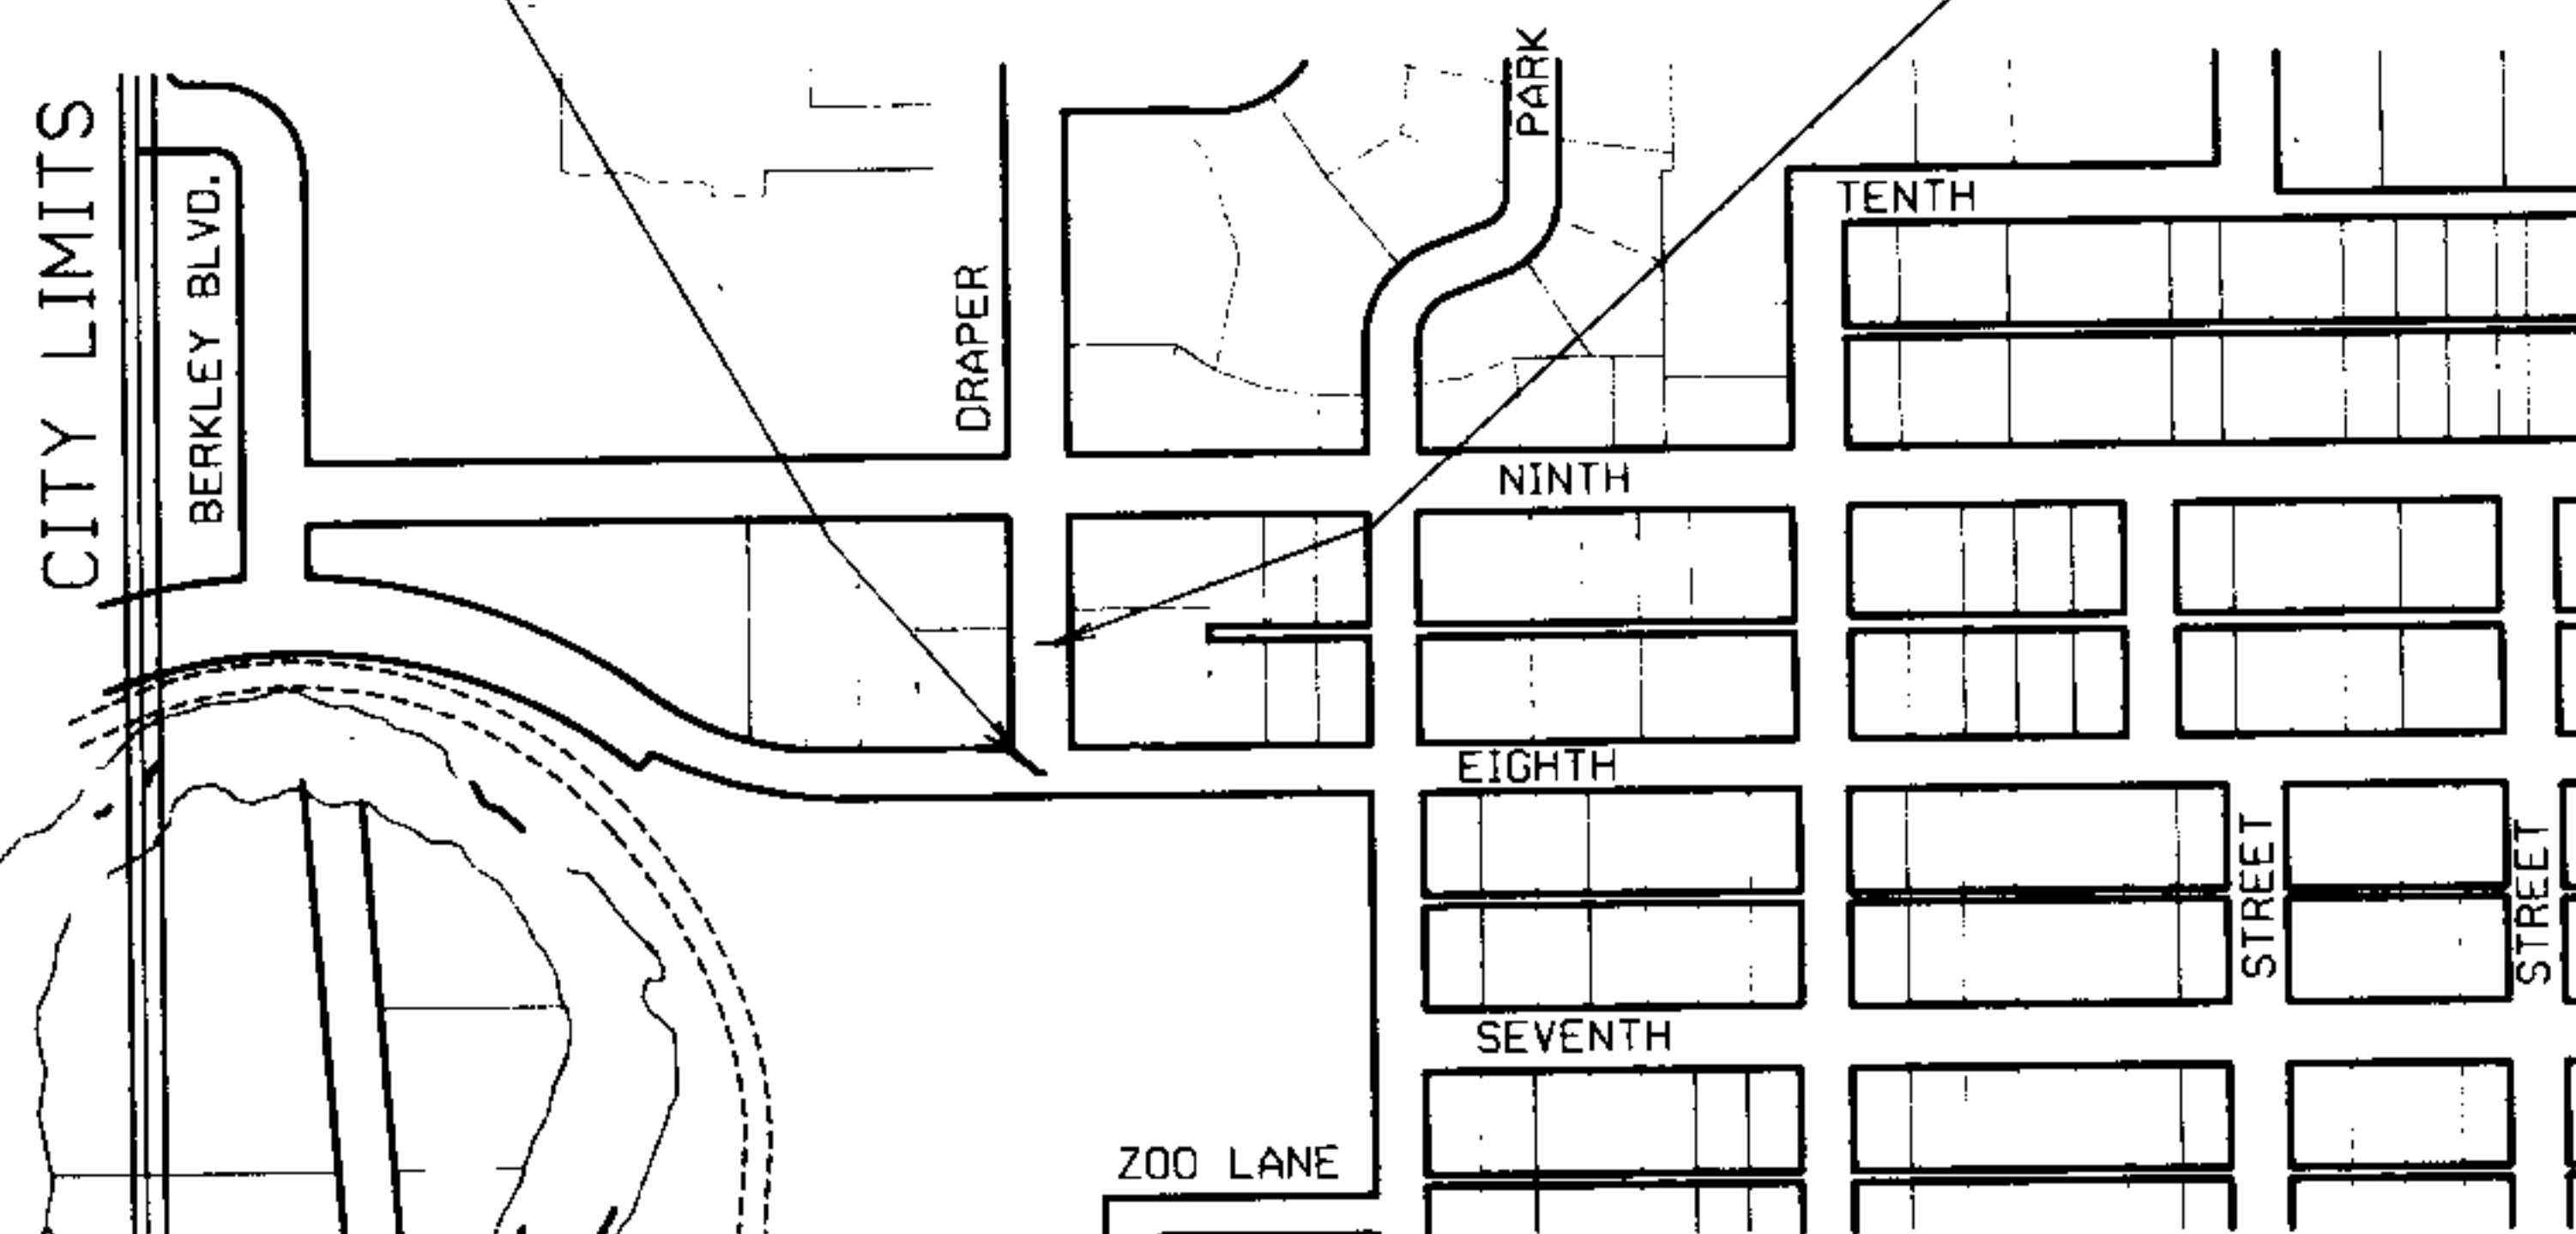 CITY LIMITS
BERKLEY BLVD.
DRAPER
PARK
TENTH
NINTH
EIGHTH
STREET
STREET
SEVENTH
ZOO LANE